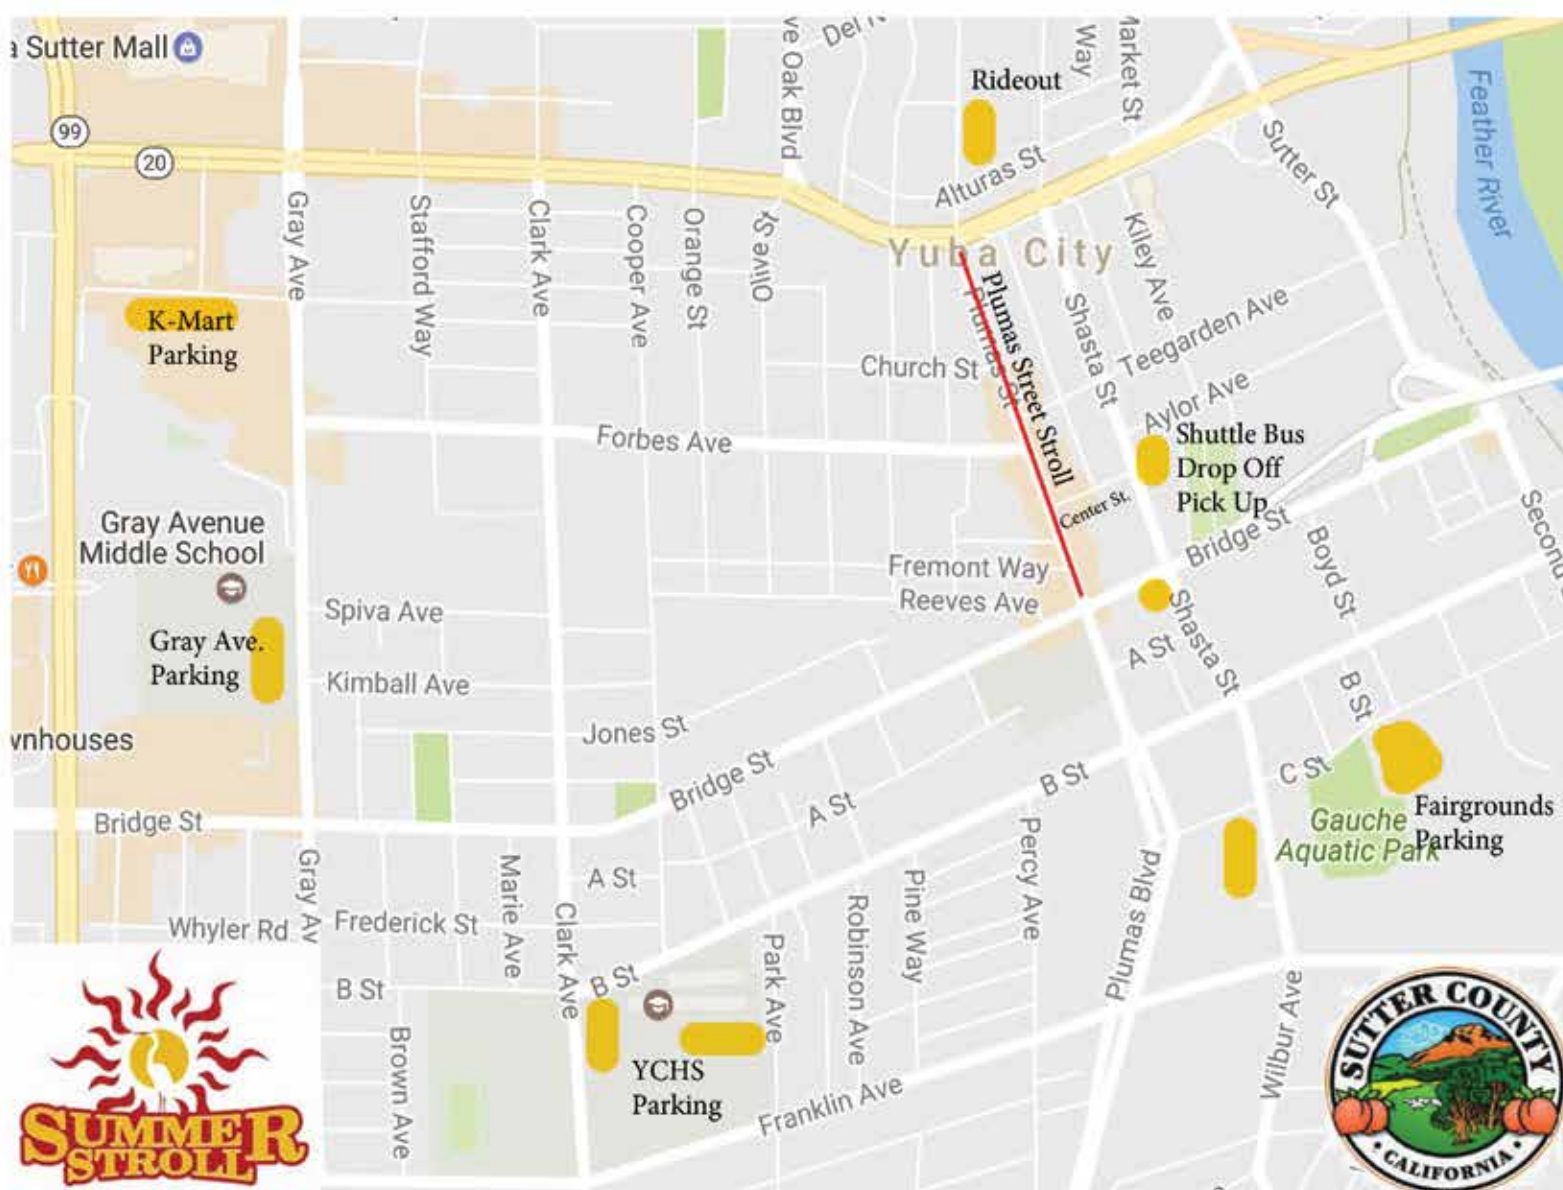 a Sutter Mall
99
20
Gray Ave
Stafford Way
Clark Ave
Cooper Ave
Orange St
Olive St
ve Oak Blvd
Rideout
Way
Market St
Alturas St
Sutter St
Feather River
Yuba City
Kiley Ave
Plumas St
Plumas Street Stroll
Shasta St
Teegarden Ave
Church St
Aylor Ave
K-Mart
Parking
Forbes Ave
Shuttle Bus
Drop Off
Pick Up
Center St.
Bridge St
Boyd St
Second
Gray Avenue
Middle School
Fremont Way
Reeves Ave
Spiva Ave
Gray Ave.
Parking
Kimball Ave
A St
Shasta St
B St
wnhouses
Jones St
Bridge St
B St
C St
A St
Bridge St
Gauche
Aquatic Park
Fairgrounds
Parking
Gray Av
Marie Ave
A St
Percy Ave
Plumas Blvd
Pine Way
Robinson Ave
Whyler Rd
Frederick St
Clark Ave
Park Ave
B St
B St
Brown Ave
YCHS
Parking
Franklin Ave
Wilbur Ave
SUMMER
STROLL
SUTTER COUNTY
• CALIFORNIA •